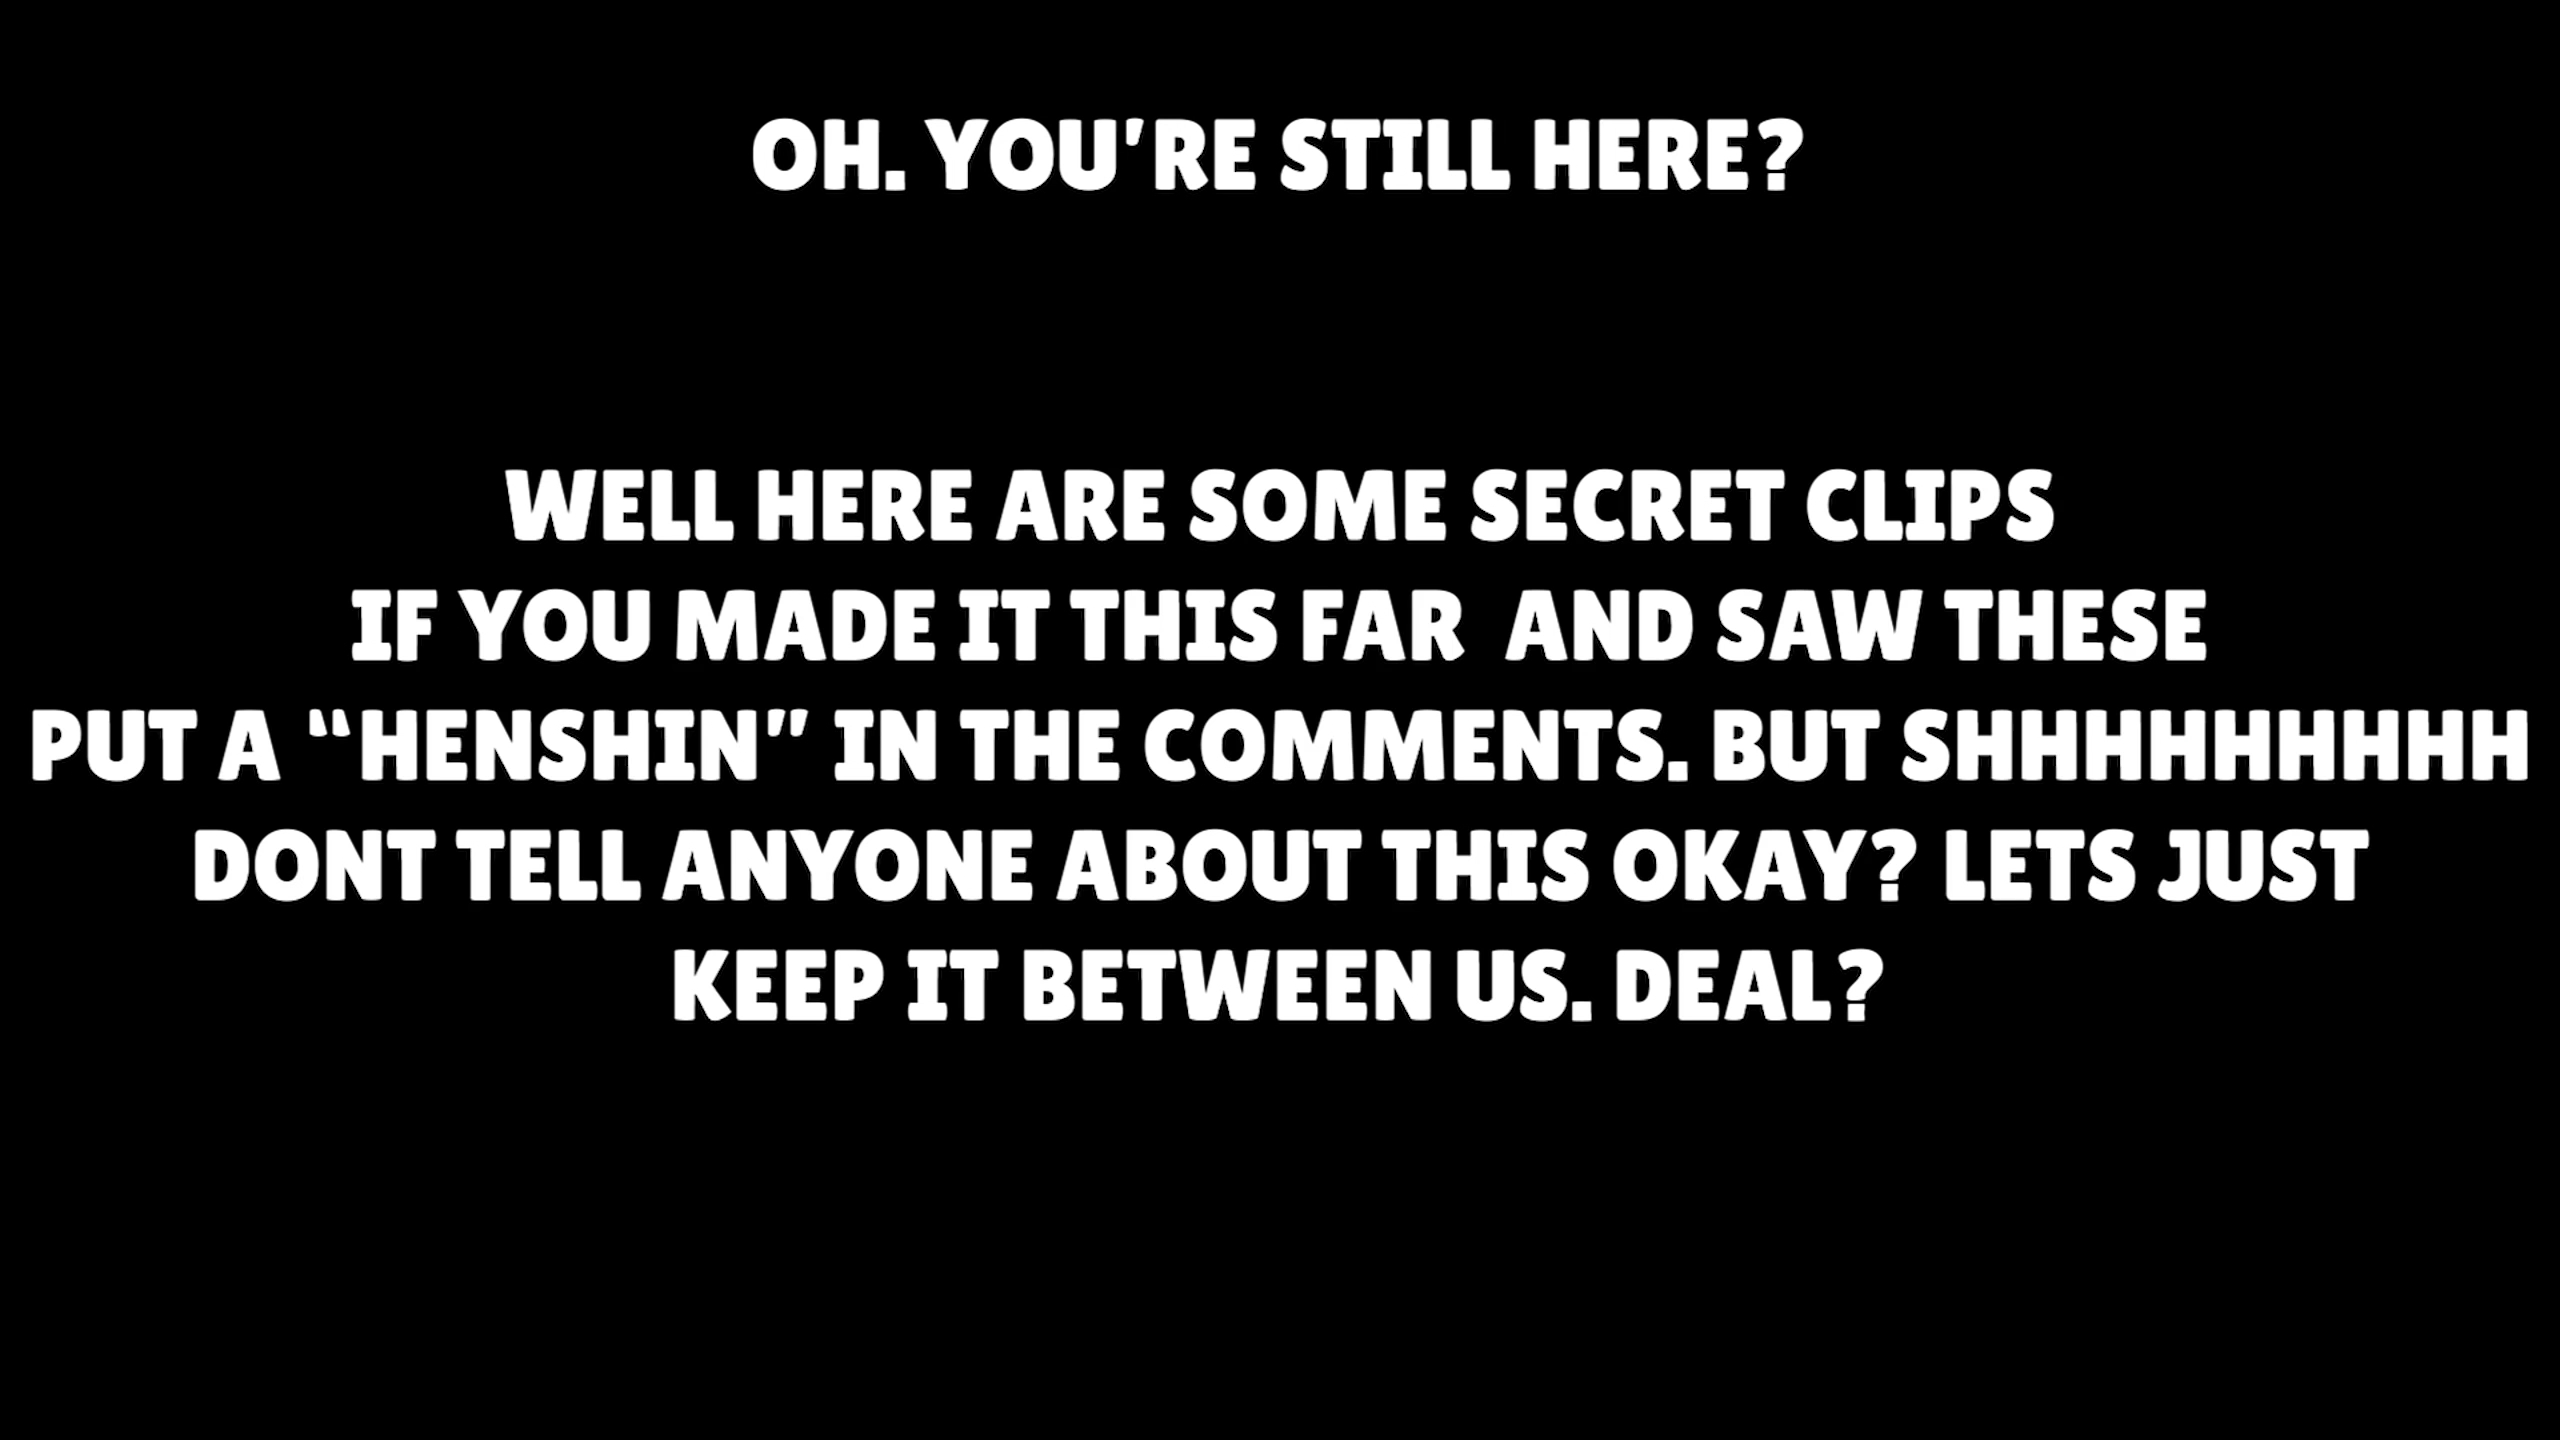 OH. YOU'RE STILL HERE?
WELL HERE ARE SOME SECRET CLIPS
IF YOU MADE IT THIS FAR  AND SAW THESE
PUT A “HENSHIN” IN THE COMMENTS. BUT SHHHHHHHHHH
DONT TELL ANYONE ABOUT THIS OKAY? LETS JUST
KEEP IT BETWEEN US. DEAL?